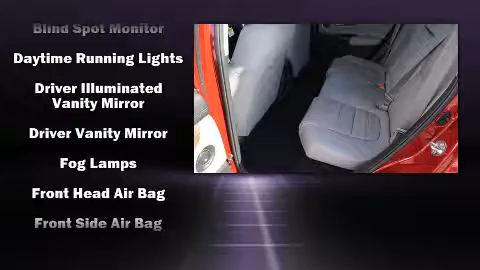 Blind Spot Monitor
Daytime Running Lights
Driver Illuminated
Vanity Mirror
Driver Vanity Mirror
Fog Lamps
Front Head Air Bag
Front Side Air Bag